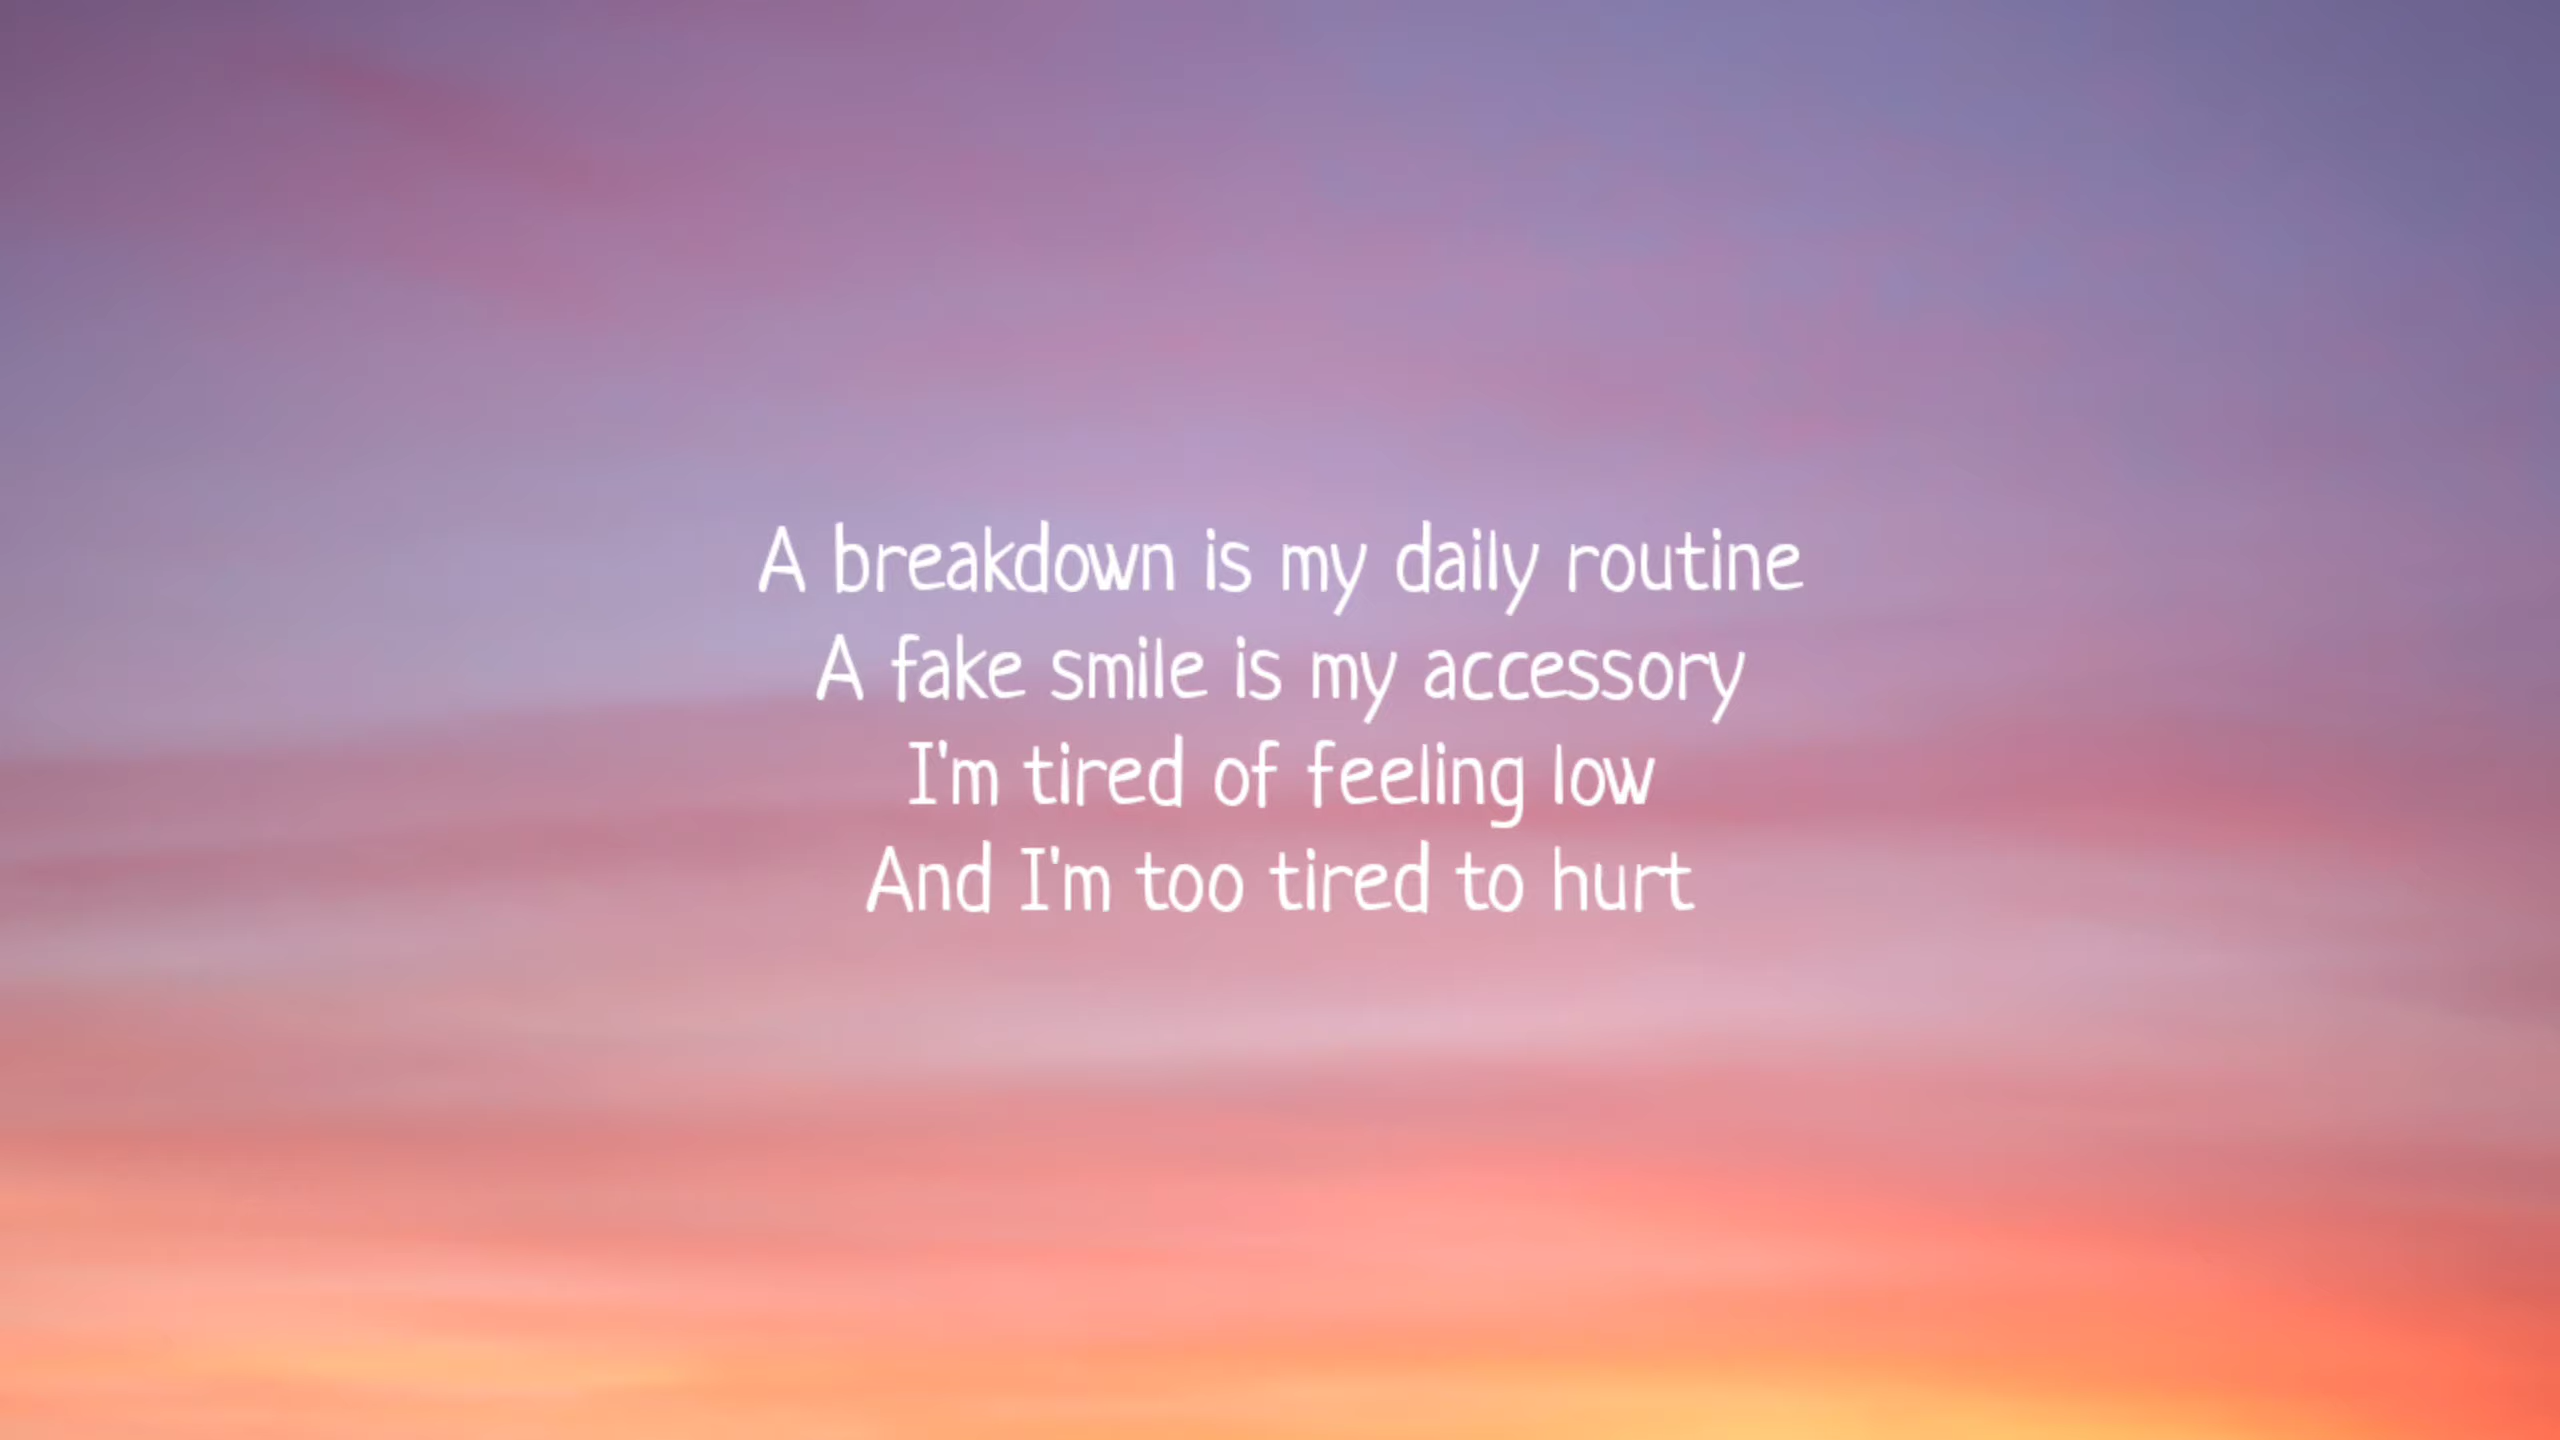 A breakdown is my daily routine
A fake smile is my accessory
I'm tired of feeling low
And I'm too tired to hurt